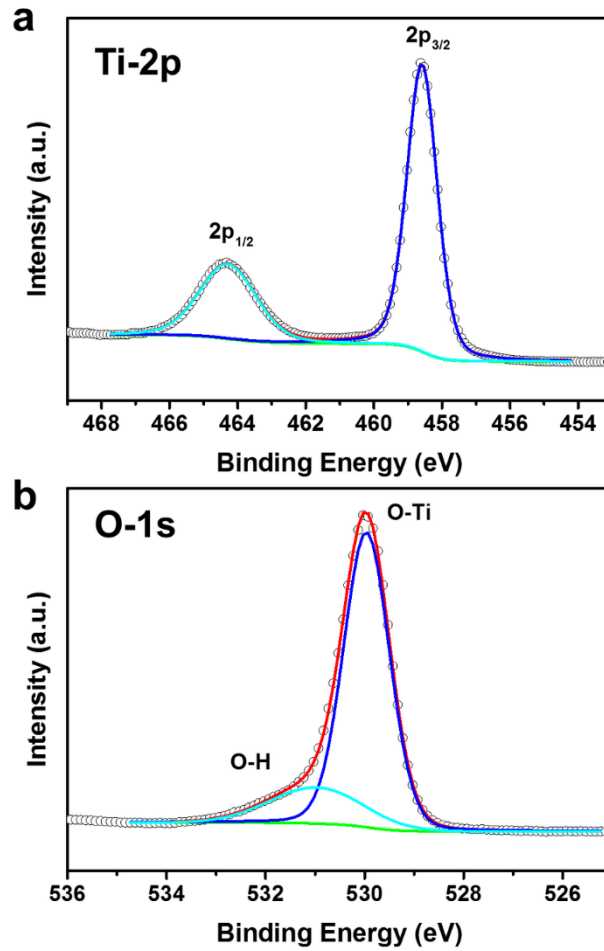 a
Ti-2p
2p3/2
2p1/2
Intensity (a.u.)
468 466 464 462 460 458 456 454
Binding Energy (eV)
b
O-1s
O-Ti
O-H
Intensity (a.u.)
536 534 532 530 528 526
Binding Energy (eV)